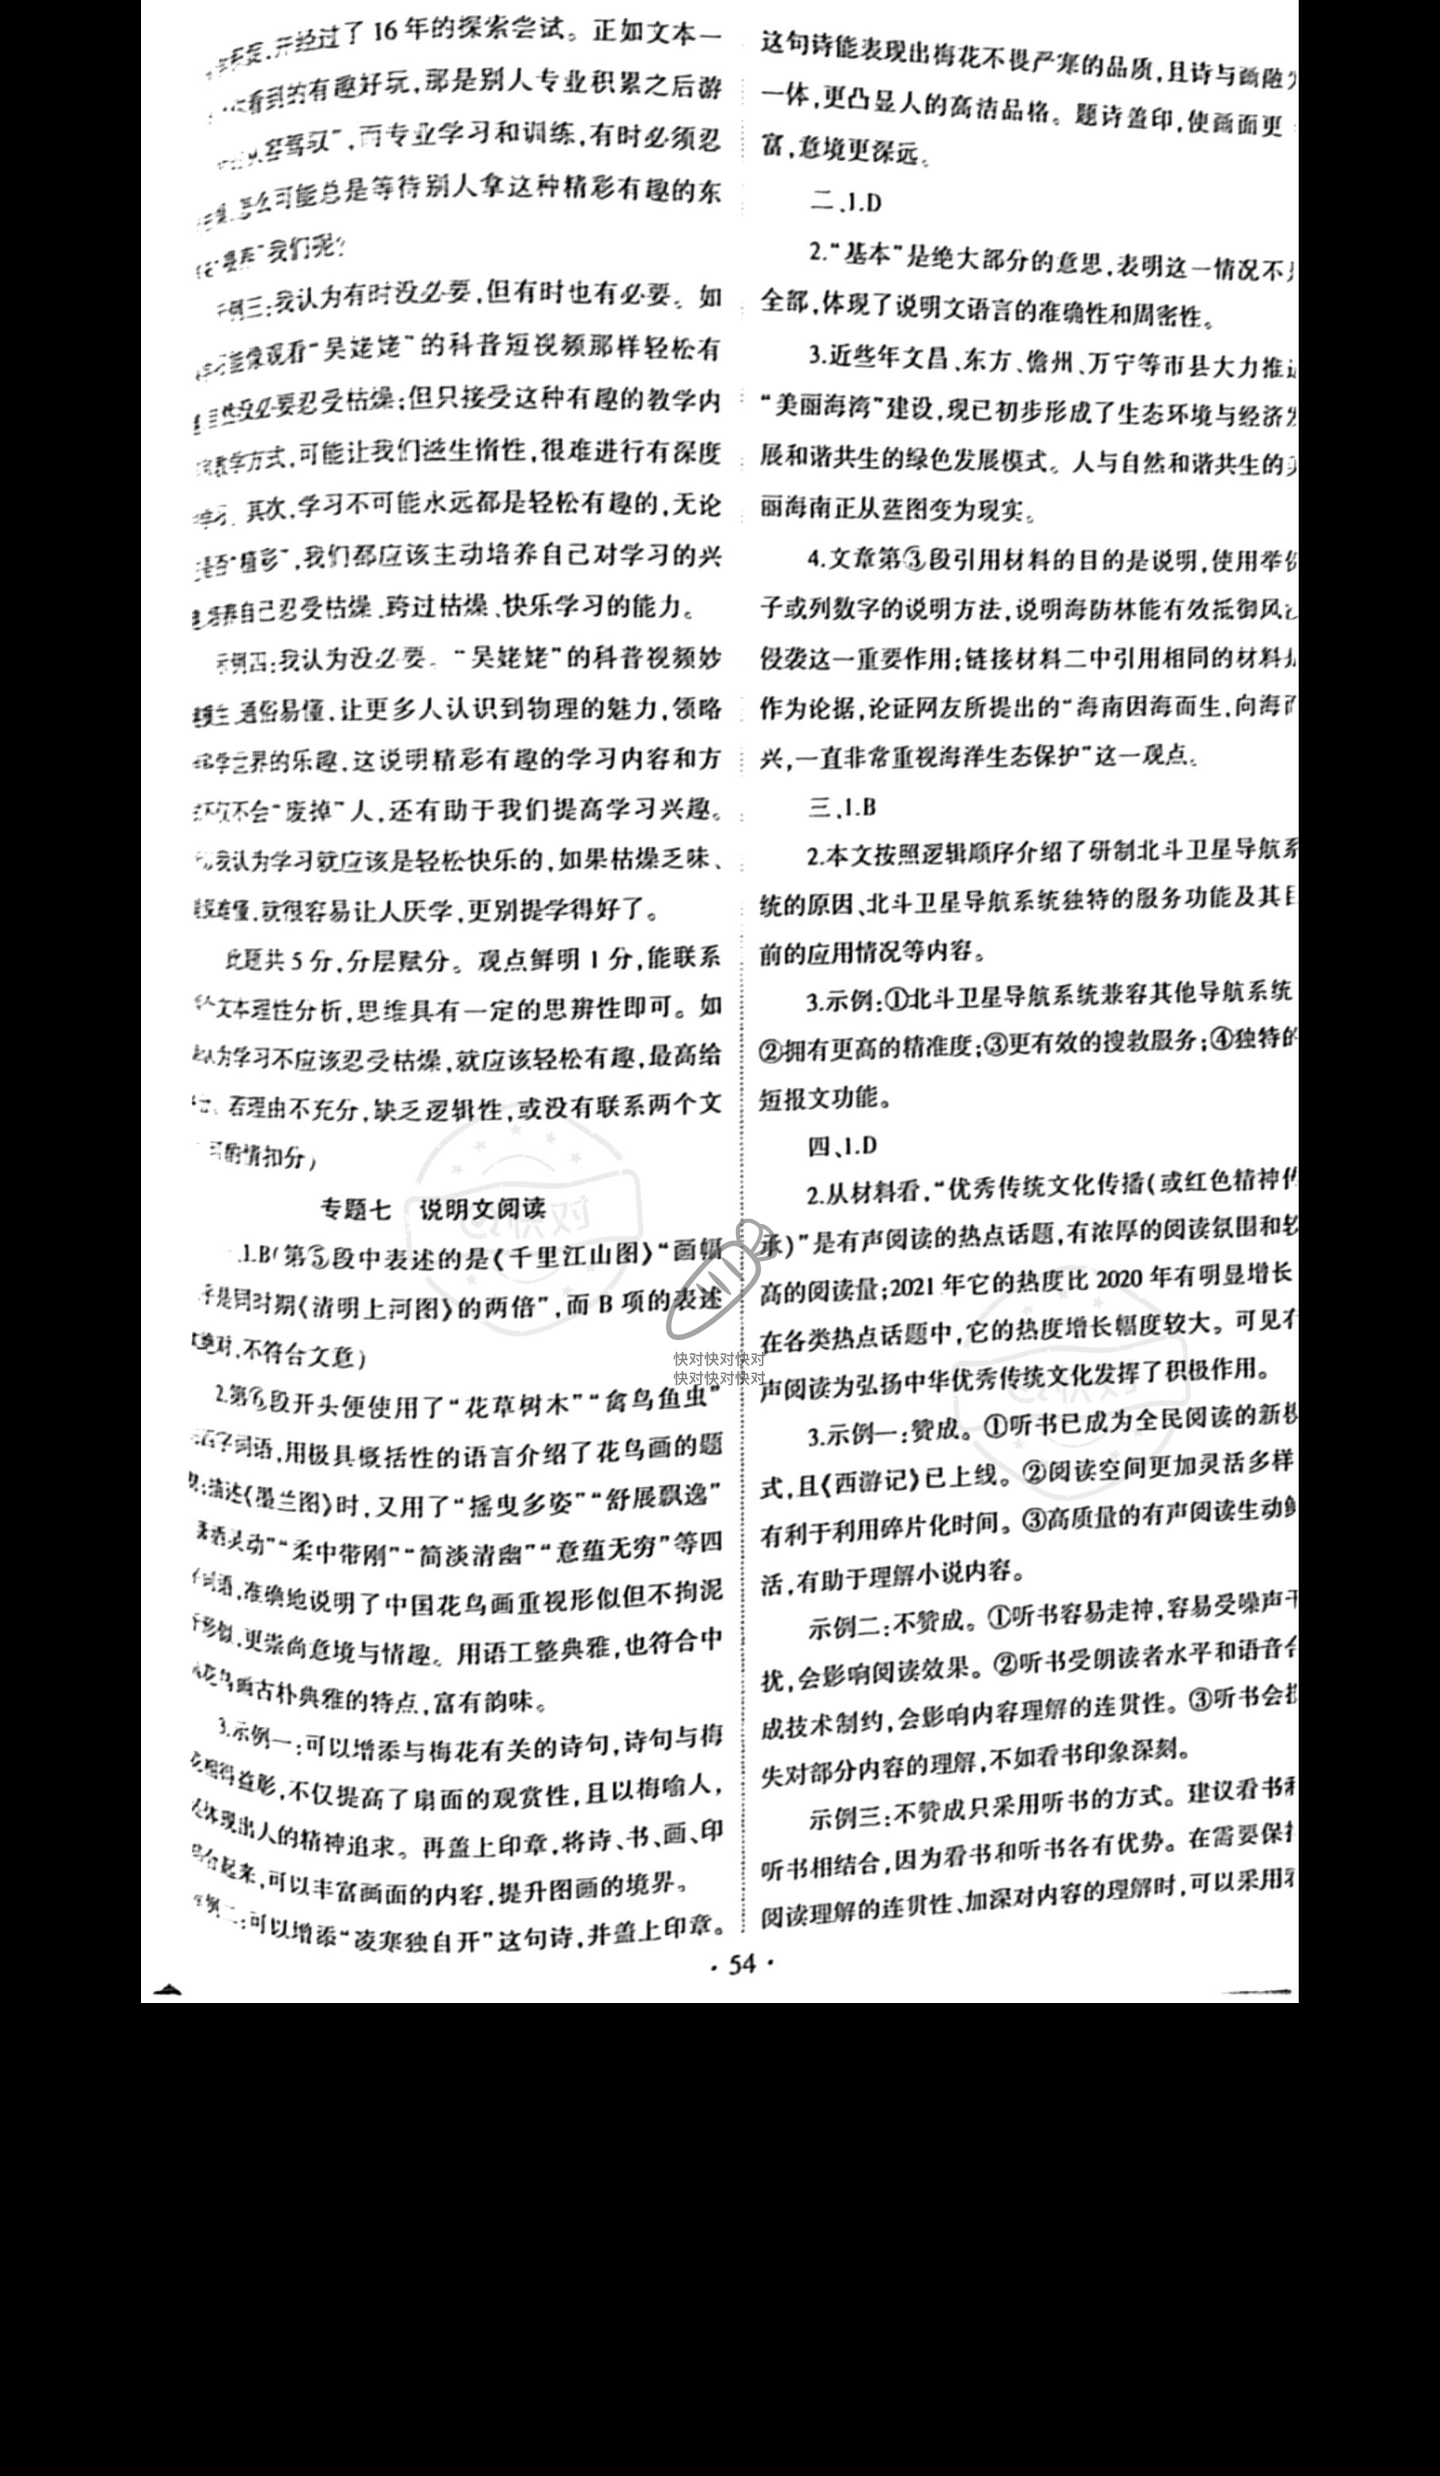 开经过了 16 年的探索尝试。正如文本一
看到的有趣好玩,那是别人专业积累之后游
容驾驭”,而专业学习和训练,有时必须忍
怎么可能总是等待别人拿这种精彩有趣的东
我们呢?
例三:我认为有时没必要,但有时也有必要。如
能像观看“吴姥姥”的科普短视频那样轻松有
没必要忍受枯燥;但只接受这种有趣的教学内
教学方式,可能让我们滋生惰性,很难进行有深度
学习。其次,学习不可能永远都是轻松有趣的,无论
是否“精彩”,我们都应该主动培养自己对学习的兴
培养自己忍受枯燥、跨过枯燥、快乐学习的能力。
示例四:我认为没必要。“吴姥姥”的科普视频妙
通俗易懂,让更多人认识到物理的魅力,领略
科学世界的乐趣,这说明精彩有趣的学习内容和方
不仅不会“废掉”人,还有助于我们提高学习兴趣。
我认为学习就应该是轻松快乐的,如果枯燥乏味、
难懂,就很容易让人厌学,更别提学得好了。
此题共 5 分,分层赋分。观点鲜明 1 分,能联系
文本理性分析,思维具有一定的思辨性即可。如
认为学习不应该忍受枯燥,就应该轻松有趣,最高给
若理由不充分,缺乏逻辑性,或没有联系两个文
可酌情扣分)
专题七 说明文阅读
1.B(第⑤段中表述的是《千里江山图》“画幅
是同时期《清明上河图》的两倍”,而 B 项的表述
绝对,不符合文意)
2.第⑥段开头便使用了“花草树木”“禽鸟鱼虫”
四字词语,用极具概括性的语言介绍了花鸟画的题
描述《墨兰图》时,又用了“摇曳多姿”“舒展飘逸”
灵动”“柔中带刚”“简淡清幽”“意蕴无穷”等四
字词语,准确地说明了中国花鸟画重视形似但不拘泥
于形似,更崇尚意境与情趣。用语工整典雅,也符合中
花鸟画古朴典雅的特点,富有韵味。
3.示例一:可以增添与梅花有关的诗句,诗句与梅
花相得益彰,不仅提高了扇面的观赏性,且以梅喻人,
体现出人的精神追求。再盖上印章,将诗、书、画、印
合起来,可以丰富画面的内容,提升图画的境界。
例二:可以增添“凌寒独自开”这句诗,并盖上印章。
这句诗能表现出梅花不畏严寒的品质,且诗与画融为
一体,更凸显人的高洁品格。题诗盖印,使画面更
富,意境更深远。
二、1.D
2.“基本”是绝大部分的意思,表明这一情况不是
全部,体现了说明文语言的准确性和周密性。
3.近些年文昌、东方、儋州、万宁等市县大力推进
“美丽海湾”建设,现已初步形成了生态环境与经济发
展和谐共生的绿色发展模式。人与自然和谐共生的美
丽海南正从蓝图变为现实。
4.文章第③段引用材料的目的是说明,使用举例
子或列数字的说明方法,说明海防林能有效抵御风
侵袭这一重要作用;链接材料二中引用相同的材料是
作为论据,论证网友所提出的“海南因海而生,向海而
兴,一直非常重视海洋生态保护”这一观点。
三、1.B
2.本文按照逻辑顺序介绍了研制北斗卫星导航系
统的原因、北斗卫星导航系统独特的服务功能及其目
前的应用情况等内容。
3.示例:①北斗卫星导航系统兼容其他导航系统
②拥有更高的精准度;③更有效的搜救服务;④独特的
短报文功能。
四、1.D
2.从材料看,“优秀传统文化传播(或红色精神传
承)”是有声阅读的热点话题,有浓厚的阅读氛围和较
高的阅读量;2021 年它的热度比 2020 年有明显增长
在各类热点话题中,它的热度增长幅度较大。可见有
声阅读为弘扬中华优秀传统文化发挥了积极作用。
3.示例一:赞成。①听书已成为全民阅读的新模
式,且《西游记》已上线。②阅读空间更加灵活多样
有利于利用碎片化时间。③高质量的有声阅读生动鲜
活,有助于理解小说内容。
示例二:不赞成。①听书容易走神,容易受噪声干
扰,会影响阅读效果。②听书受朗读者水平和语音合
成技术制约,会影响内容理解的连贯性。③听书会损
失对部分内容的理解,不如看书印象深刻。
示例三:不赞成只采用听书的方式。建议看书和
听书相结合,因为看书和听书各有优势。在需要保持
阅读理解的连贯性、加深对内容的理解时,可以采用看
快对快对快对
快对快对快对
· 54 ·